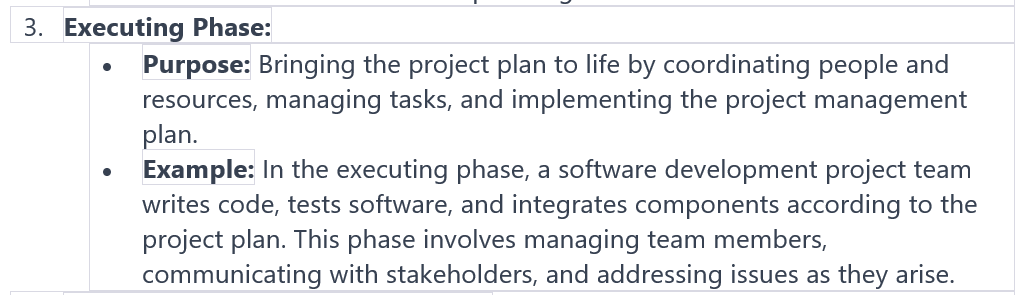 3. Executing Phase:
• Purpose: Bringing the project plan to life by coordinating people and
resources, managing tasks, and implementing the project management
plan.
• Example: In the executing phase, a software development project team
writes code, tests software, and integrates components according to the
project plan. This phase involves managing team members,
communicating with stakeholders, and addressing issues as they arise.